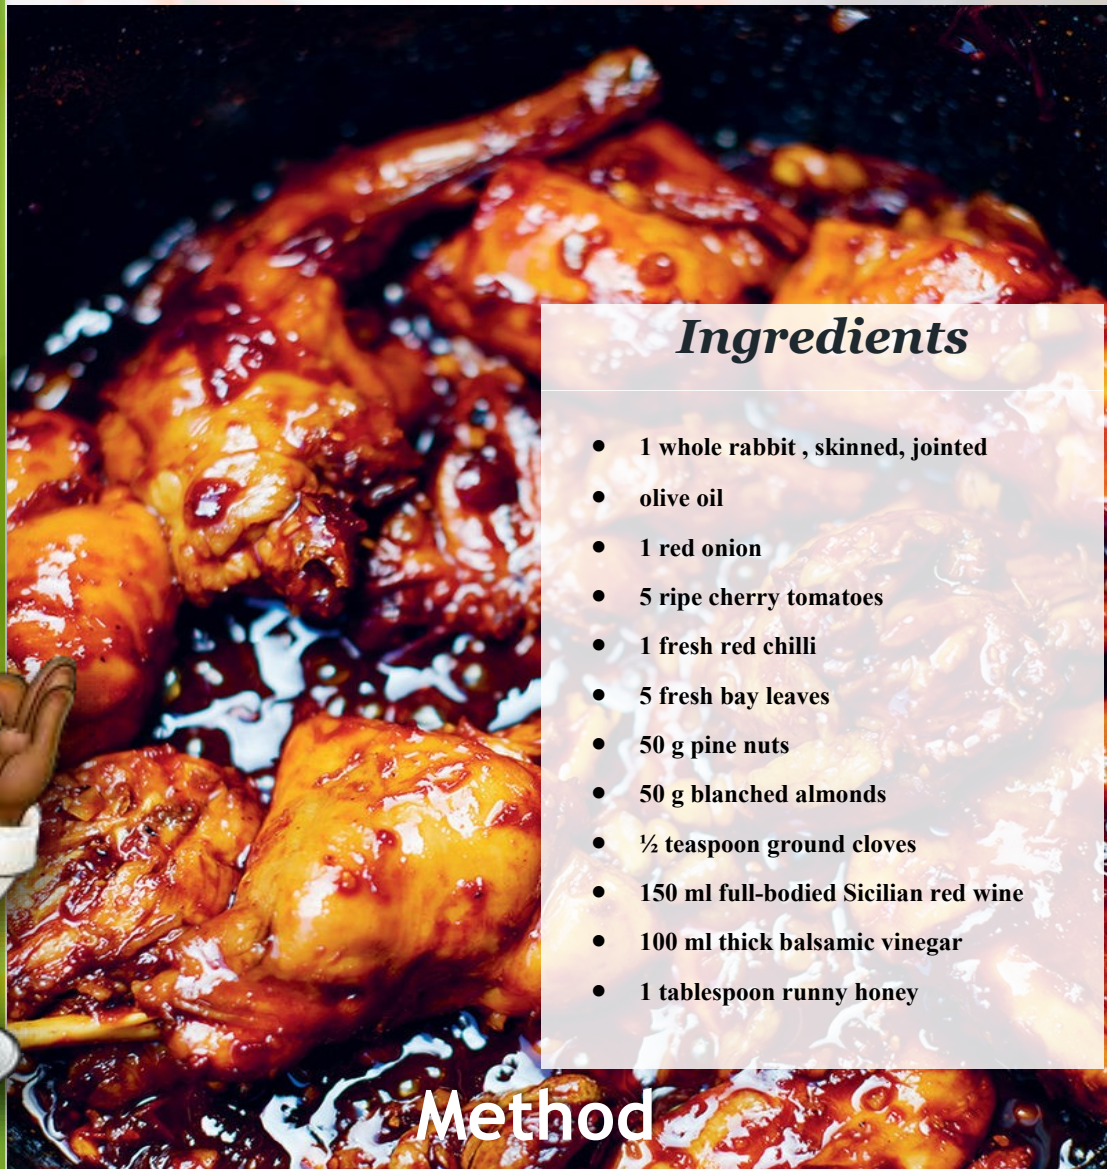 Ingredients
• 1 whole rabbit , skinned, jointed
• olive oil
• 1 red onion
• 5 ripe cherry tomatoes
• 1 fresh red chilli
• 5 fresh bay leaves
• 50 g pine nuts
• 50 g blanched almonds
• ½ teaspoon ground cloves
• 150 ml full-bodied Sicilian red wine
• 100 ml thick balsamic vinegar
• 1 tablespoon runny honey
Method